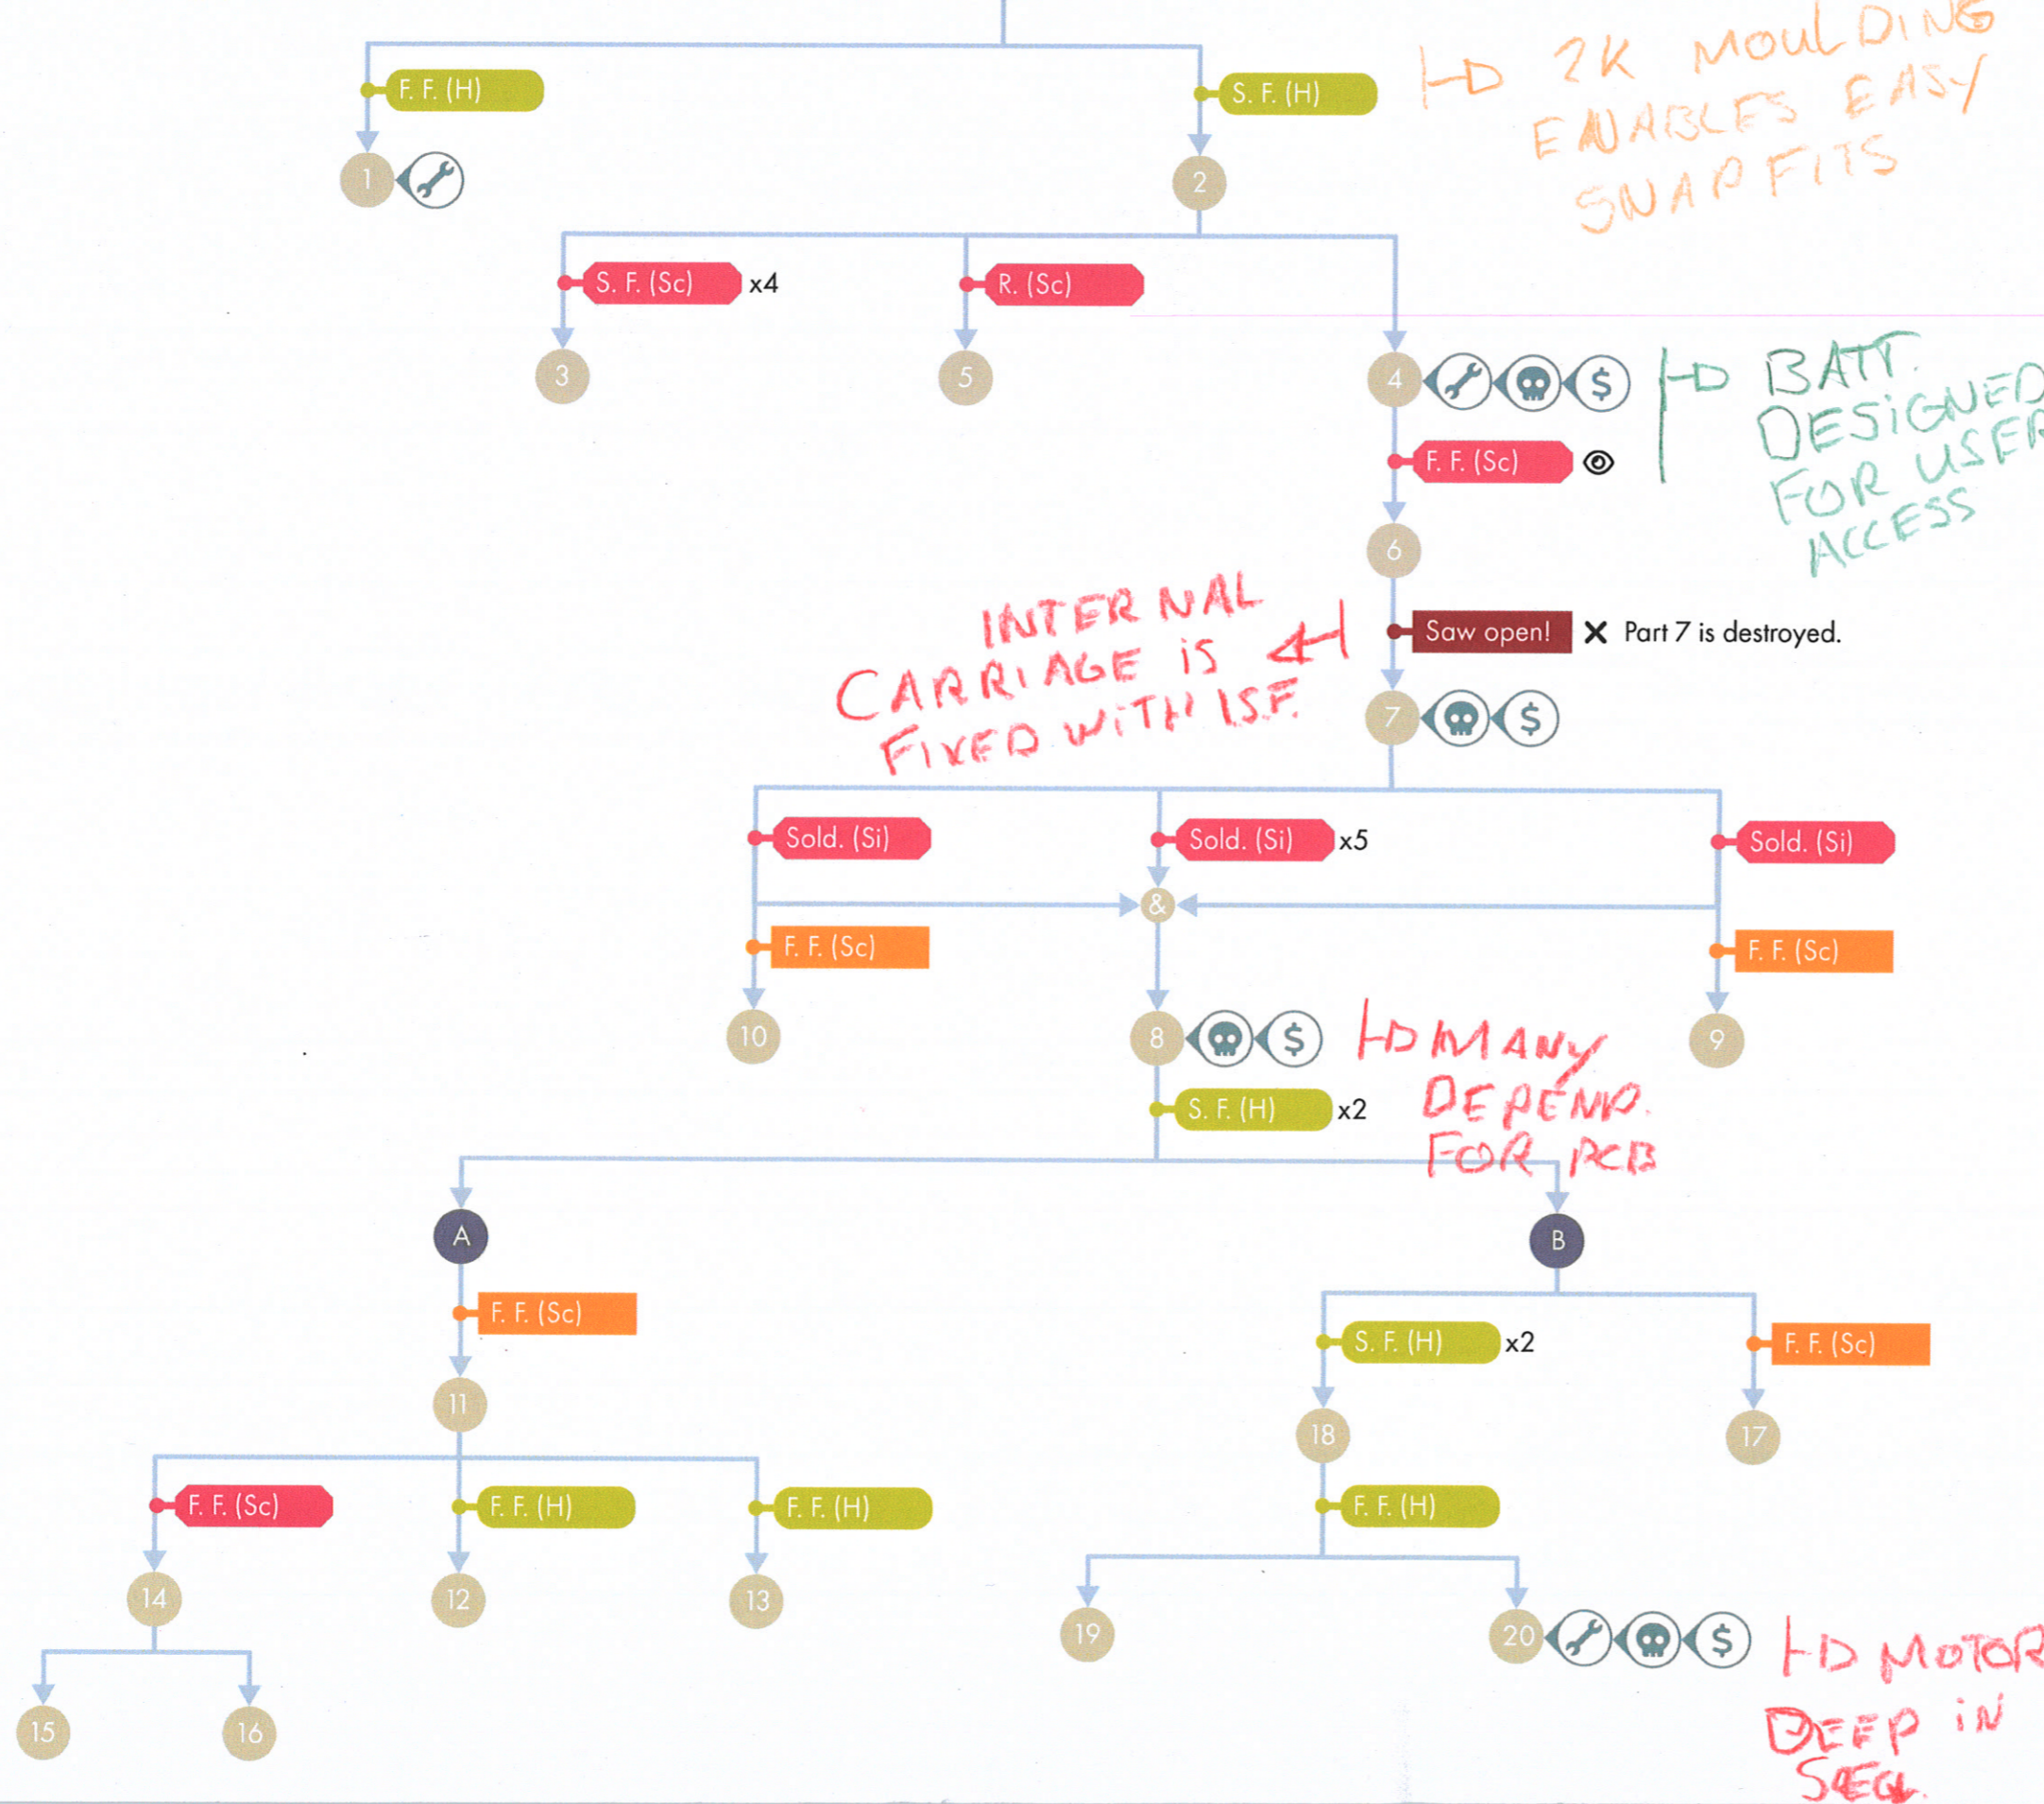 F. F. (H)
S. F. (H)
2K MOULDING
ENABLES EASY
SNAP FITS
1
2
S. F. (Sc) x4
R. (Sc)
3
5
4
$
BATT.
DESIGNED
FOR USER
ACCESS
F. F. (Sc)
6
INTERNAL
CARRIAGE IS
FIXED WITH I.S.F.
Saw open! X Part 7 is destroyed.
7
$
Sold. (Si)
Sold. (Si) x5
Sold. (Si)
&
F. F. (Sc)
F. F. (Sc)
10
8
$
9
MANY
DEPEND.
FOR PCB
S. F. (H) x2
A
B
F. F. (Sc)
S. F. (H) x2
F. F. (Sc)
11
18
17
F. F. (Sc)
F. F. (H)
F. F. (H)
F. F. (H)
14
12
13
19
20
$
MOTOR
DEEP IN
15
16